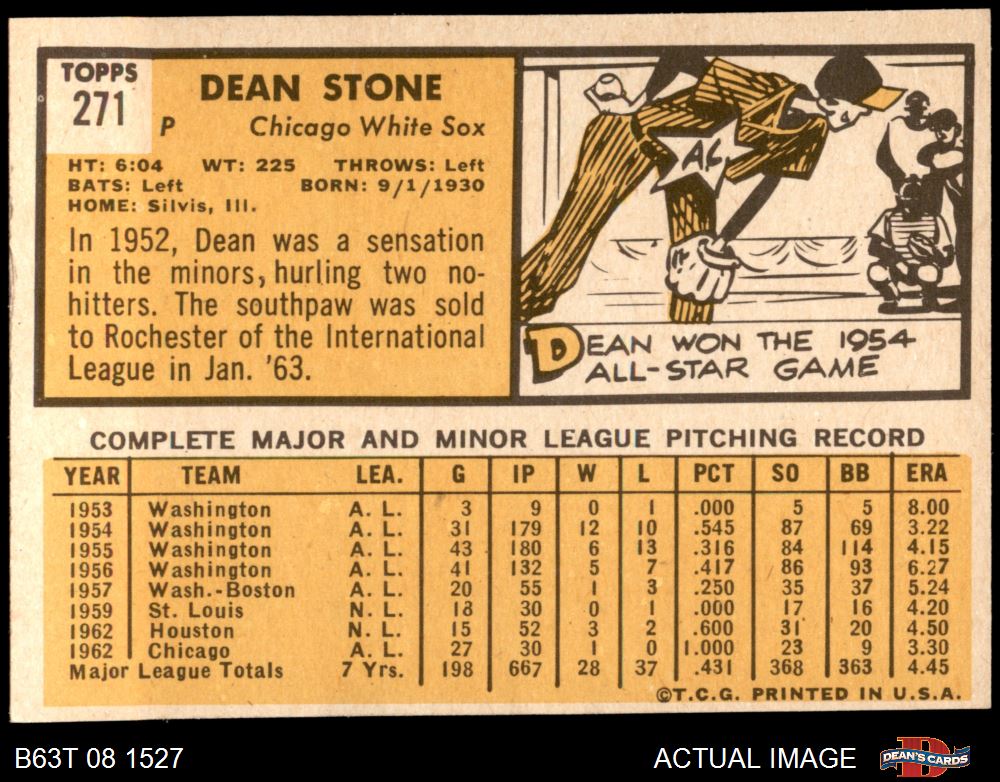 TOPPS
271
DEAN STONE
P Chicago White Sox
HT: 6:04 WT: 225 THROWS: Left
BATS: Left BORN: 9/1/1930
HOME: Silvis, Ill.
In 1952, Dean was a sensation
in the minors, hurling two no-
hitters. The southpaw was sold
to Rochester of the International
League in Jan. '63.
AL
DEAN WON THE 1954
ALL-STAR GAME
COMPLETE MAJOR AND MINOR LEAGUE PITCHING RECORD
YEAR TEAM LEA. G IP W L PCT SO BB ERA
1953 Washington A. L. 3 9 0 1 .000 5 5 8.00
1954 Washington A. L. 31 179 12 10 .545 87 69 3.22
1955 Washington A. L. 43 180 6 13 .316 84 114 4.15
1956 Washington A. L. 41 132 5 7 .417 86 93 6.27
1957 Wash.-Boston A. L. 20 55 1 3 .250 35 37 5.24
1959 St. Louis N. L. 18 30 0 1 .000 17 16 4.20
1962 Houston N. L. 15 52 3 2 .600 31 20 4.50
1962 Chicago A. L. 27 30 1 0 1.000 23 9 3.30
Major League Totals 7 Yrs. 198 667 28 37 .431 368 363 4.45
©T.C.G. PRINTED IN U.S.A.
B63T 08 1527 ACTUAL IMAGE DEAN'S CARDS